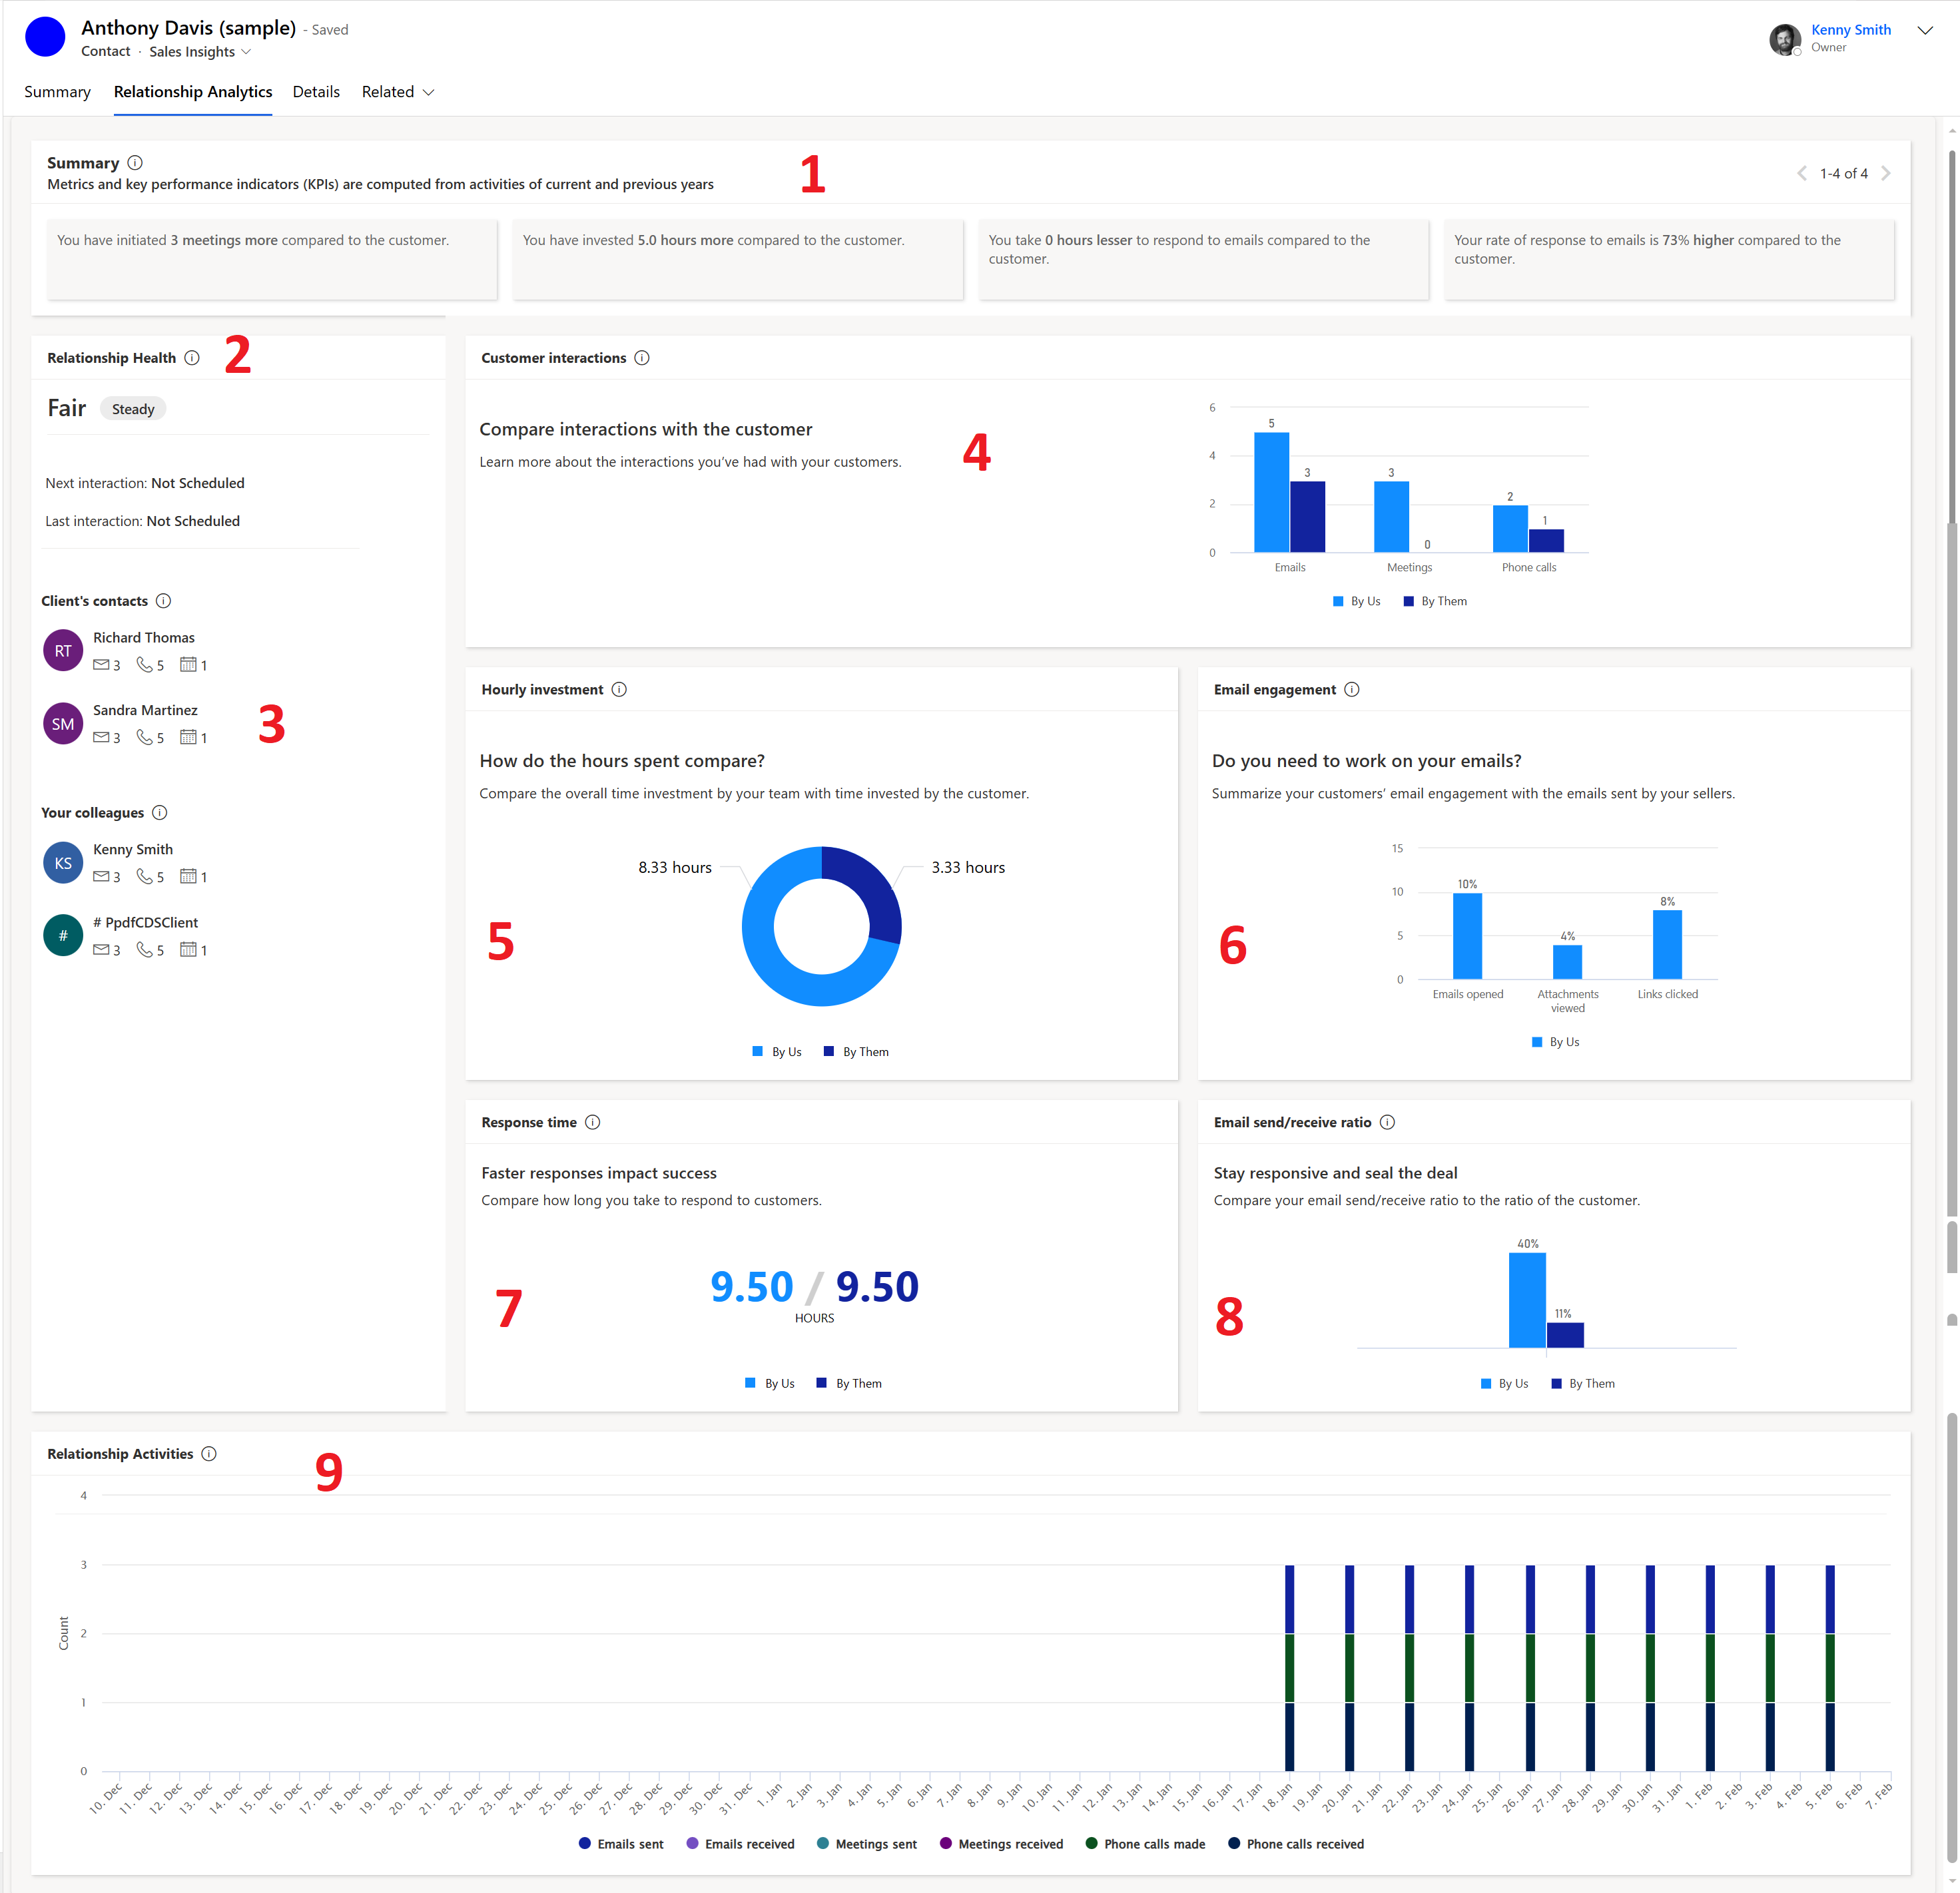 Anthony Davis (sample) - Saved
Contact · Sales Insights
Kenny Smith
Owner
Summary Relationship Analytics Details Related
Summary
Metrics and key performance indicators (KPIs) are computed from activities of current and previous years
1
1-4 of 4
You have initiated 3 meetings more compared to the customer.
You have invested 5.0 hours more compared to the customer.
You take 0 hours lesser to respond to emails compared to the
customer.
Your rate of response to emails is 73% higher compared to the
customer.
Relationship Health
2
Fair Steady
Next interaction: Not Scheduled
Last interaction: Not Scheduled
Client's contacts
RT
Richard Thomas
3 5 1
SM
Sandra Martinez
3 5 1
3
Your colleagues
KS
Kenny Smith
3 5 1
#
# PpdfCDSClient
3 5 1
Customer interactions
Compare interactions with the customer
Learn more about the interactions you've had with your customers.
4
6
4
2
0
5
3
3
0
2
1
Emails Meetings Phone calls
By Us By Them
Hourly investment
How do the hours spent compare?
Compare the overall time investment by your team with time invested by the customer.
8.33 hours 3.33 hours
5
By Us By Them
Email engagement
Do you need to work on your emails?
Summarize your customers' email engagement with the emails sent by your sellers.
6
15
10
5
0
10%
4%
8%
Emails opened
Attachments
viewed
Links clicked
By Us
Response time
Faster responses impact success
Compare how long you take to respond to customers.
7
9.50 / 9.50
HOURS
By Us By Them
Email send/receive ratio
Stay responsive and seal the deal
Compare your email send/receive ratio to the ratio of the customer.
8
40%
11%
By Us By Them
Relationship Activities
9
Count
4
3
2
1
0
10. Dec
11. Dec
12. Dec
13. Dec
14. Dec
15. Dec
16. Dec
17. Dec
18. Dec
19. Dec
20. Dec
21. Dec
22. Dec
23. Dec
24. Dec
25. Dec
26. Dec
27. Dec
28. Dec
29. Dec
30. Dec
31. Dec
1. Jan
2. Jan
3. Jan
4. Jan
5. Jan
6. Jan
7. Jan
8. Jan
9. Jan
10. Jan
11. Jan
12. Jan
13. Jan
14. Jan
15. Jan
16. Jan
17. Jan
18. Jan
19. Jan
20. Jan
21. Jan
22. Jan
23. Jan
24. Jan
25. Jan
26. Jan
27. Jan
28. Jan
29. Jan
30. Jan
31. Jan
1. Feb
2. Feb
3. Feb
4. Feb
5. Feb
6. Feb
7. Feb
Emails sent Emails received Meetings sent Meetings received Phone calls made Phone calls received